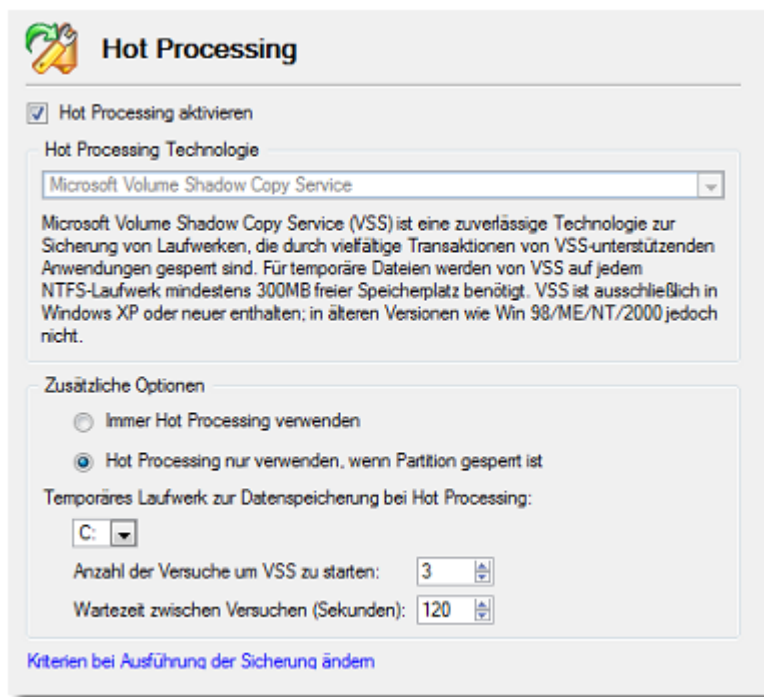 Hot Processing
Hot Processing aktivieren
Hot Processing Technologie
Microsoft Volume Shadow Copy Service
Microsoft Volume Shadow Copy Service (VSS) ist eine zuverlässige Technologie zur
Sicherung von Laufwerken, die durch vielfältige Transaktionen von VSS-unterstützenden
Anwendungen gesperrt sind. Für temporäre Dateien werden von VSS auf jedem
NTFS-Laufwerk mindestens 300MB freier Speicherplatz benötigt. VSS ist ausschließlich in
Windows XP oder neuer enthalten; in älteren Versionen wie Win 98/ME/NT/2000 jedoch
nicht.
Zusätzliche Optionen
Immer Hot Processing verwenden
Hot Processing nur verwenden, wenn Partition gesperrt ist
Temporäres Laufwerk zur Datenspeicherung bei Hot Processing:
C:
Anzahl der Versuche um VSS zu starten: 3
Wartezeit zwischen Versuchen (Sekunden): 120
Kriterien bei Ausführung der Sicherung ändern